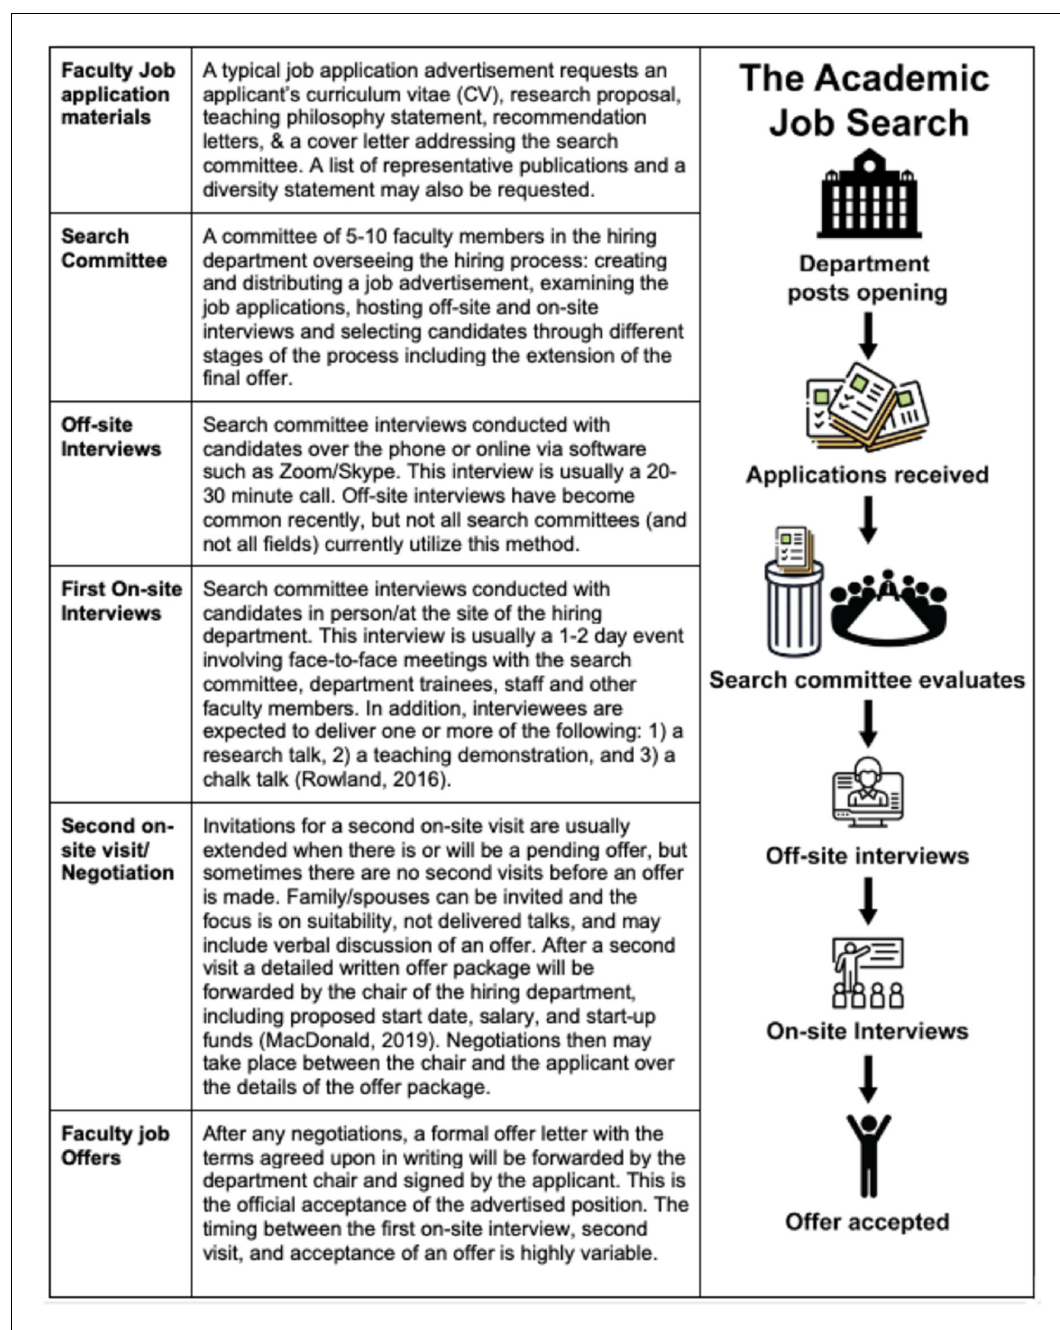 Faculty Job
application
materials
A typical job application advertisement requests an
applicant's curriculum vitae (CV), research proposal,
teaching philosophy statement, recommendation
letters, & a cover letter addressing the search
committee. A list of representative publications and a
diversity statement may also be requested.
Search
Committee
A committee of 5-10 faculty members in the hiring
department overseeing the hiring process: creating
and distributing a job advertisement, examining the
job applications, hosting off-site and on-site
interviews and selecting candidates through different
stages of the process including the extension of the
final offer.
Off-site
Interviews
Search committee interviews conducted with
candidates over the phone or online via software
such as Zoom/Skype. This interview is usually a 20-
30 minute call. Off-site interviews have become
common recently, but not all search committees (and
not all fields) currently utilize this method.
First On-site
Interviews
Search committee interviews conducted with
candidates in person/at the site of the hiring
department. This interview is usually a 1-2 day event
involving face-to-face meetings with the search
committee, department trainees, staff and other
faculty members. In addition, interviewees are
expected to deliver one or more of the following: 1) a
research talk, 2) a teaching demonstration, and 3) a
chalk talk (Rowland, 2016).
Second on-
site visit/
Negotiation
Invitations for a second on-site visit are usually
extended when there is or will be a pending offer, but
sometimes there are no second visits before an offer
is made. Family/spouses can be invited and the
focus is on suitability, not delivered talks, and may
include verbal discussion of an offer. After a second
visit a detailed written offer package will be
forwarded by the chair of the hiring department,
including proposed start date, salary, and start-up
funds (MacDonald, 2019). Negotiations then may
take place between the chair and the applicant over
the details of the offer package.
Faculty job
Offers
After any negotiations, a formal offer letter with the
terms agreed upon in writing will be forwarded by the
department chair and signed by the applicant. This is
the official acceptance of the advertised position. The
timing between the first on-site interview, second
visit, and acceptance of an offer is highly variable.
The Academic
Job Search
Department
posts opening
Applications received
Search committee evaluates
Off-site interviews
On-site Interviews
Offer accepted